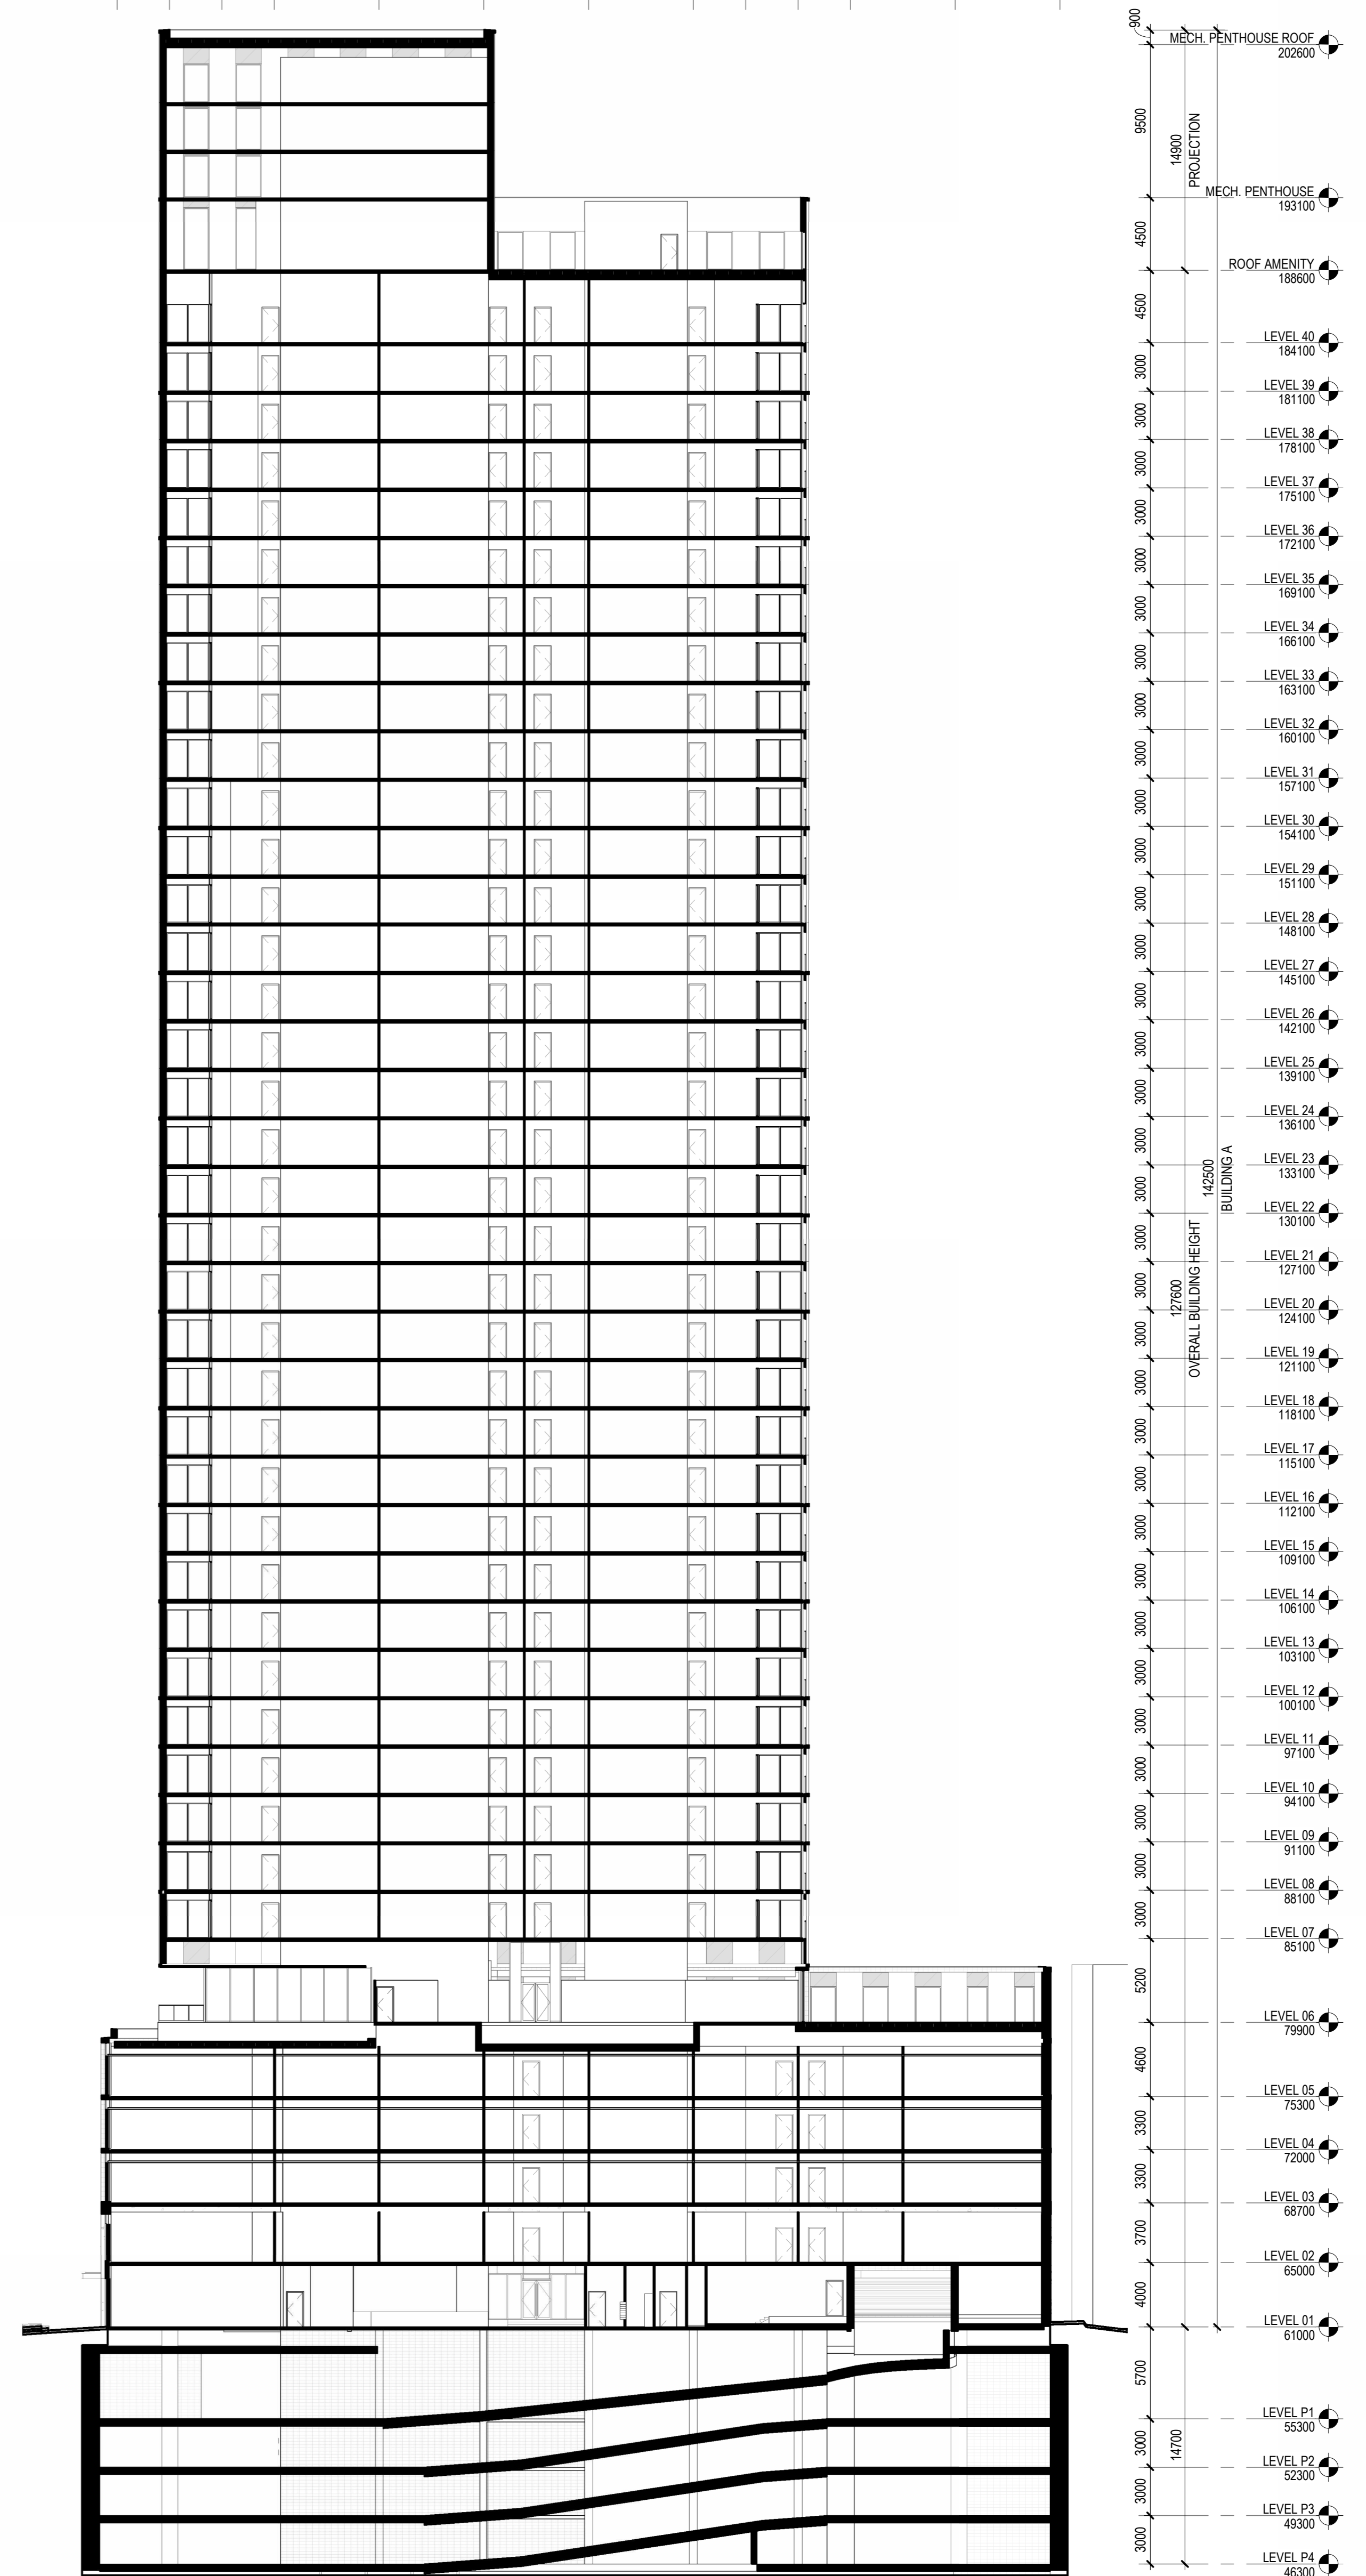 900
MECH. PENTHOUSE ROOF
202600
9500
14900
PROJECTION
MECH. PENTHOUSE
193100
4500
ROOF AMENITY
188600
4500
LEVEL 40
184100
3000
LEVEL 39
181100
3000
LEVEL 38
178100
3000
LEVEL 37
175100
3000
LEVEL 36
172100
3000
LEVEL 35
169100
3000
LEVEL 34
166100
3000
LEVEL 33
163100
3000
LEVEL 32
160100
3000
LEVEL 31
157100
3000
LEVEL 30
154100
3000
LEVEL 29
151100
3000
LEVEL 28
148100
3000
LEVEL 27
145100
3000
LEVEL 26
142100
3000
LEVEL 25
139100
3000
LEVEL 24
136100
3000
LEVEL 23
133100
142500
BUILDING A
3000
LEVEL 22
130100
3000
LEVEL 21
127100
127600
OVERALL BUILDING HEIGHT
3000
LEVEL 20
124100
3000
LEVEL 19
121100
3000
LEVEL 18
118100
3000
LEVEL 17
115100
3000
LEVEL 16
112100
3000
LEVEL 15
109100
3000
LEVEL 14
106100
3000
LEVEL 13
103100
3000
LEVEL 12
100100
3000
LEVEL 11
97100
3000
LEVEL 10
94100
3000
LEVEL 09
91100
3000
LEVEL 08
88100
3000
LEVEL 07
85100
5200
LEVEL 06
79900
4600
LEVEL 05
75300
3300
LEVEL 04
72000
3300
LEVEL 03
68700
3700
LEVEL 02
65000
4000
LEVEL 01
61000
5700
LEVEL P1
55300
3000
14700
LEVEL P2
52300
3000
LEVEL P3
49300
3000
LEVEL P4
46300